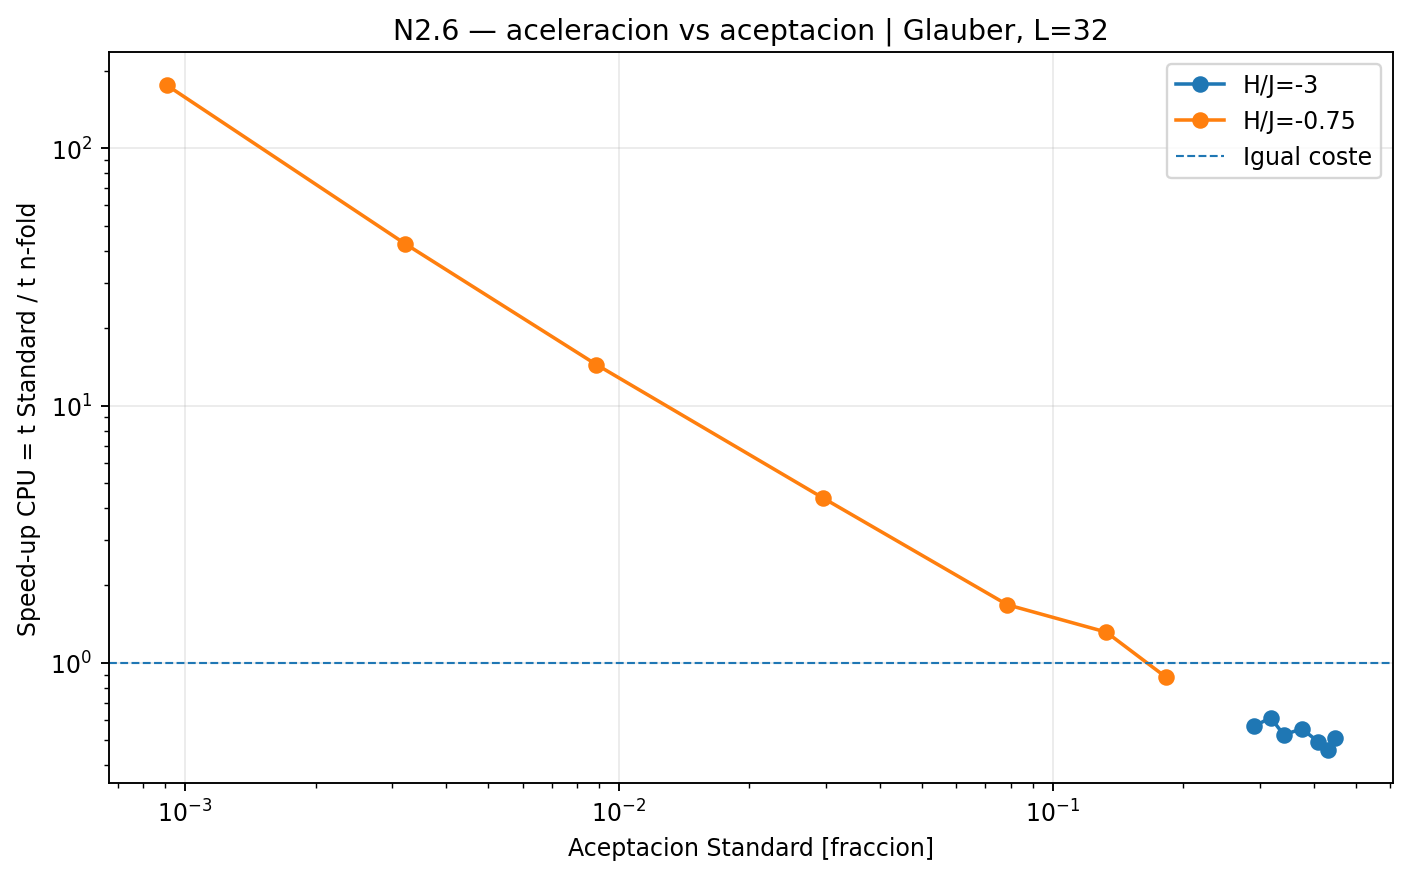 N2.6 — aceleracion vs aceptacion | Glauber, L=32
H/J=-3
H/J=-0.75
Igual coste
Speed-up CPU = t Standard / t n-fold
10²
10¹
10⁰
10⁻³
10⁻²
10⁻¹
Aceptacion Standard [fraccion]